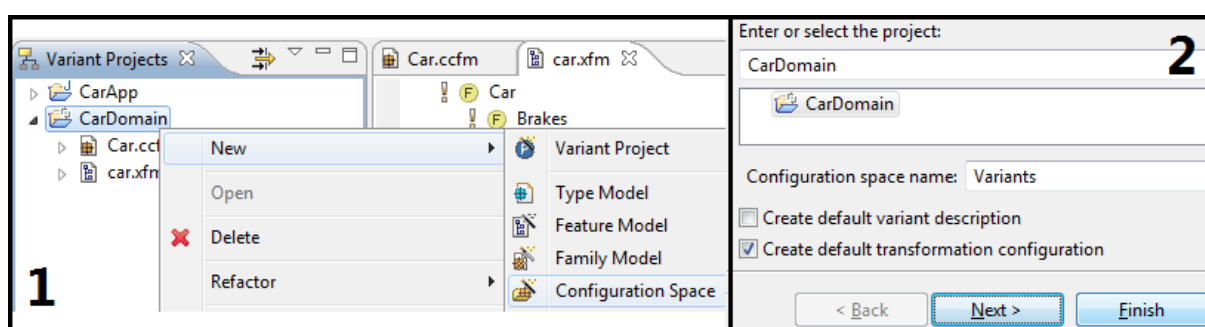 Variant Projects
CarApp
CarDomain
Car.ccf
car.xfm
Car.ccfm
car.xfm
Car
Brakes
New
Open
Delete
Refactor
Variant Project
Type Model
Feature Model
Family Model
Configuration Space
1
Enter or select the project:
2
CarDomain
CarDomain
Configuration space name: Variants
Create default variant description
Create default transformation configuration
< Back Next > Finish